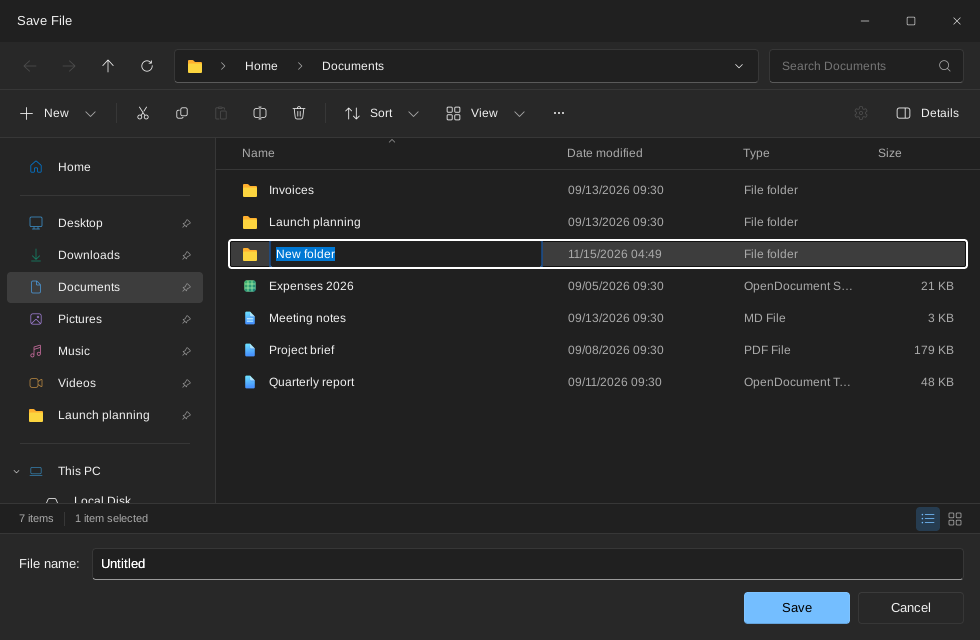 Save File
Home
Documents
Search Documents
New
Sort
View
Details
Name
Date modified
Type
Size
Home
Desktop
Downloads
Documents
Pictures
Music
Videos
Launch planning
This PC
Local Disk
Invoices 09/13/2026 09:30 File folder
Launch planning 09/13/2026 09:30 File folder
New folder 11/15/2026 04:49 File folder
Expenses 2026 09/05/2026 09:30 OpenDocument S… 21 KB
Meeting notes 09/13/2026 09:30 MD File 3 KB
Project brief 09/08/2026 09:30 PDF File 179 KB
Quarterly report 09/11/2026 09:30 OpenDocument T… 48 KB
7 items
1 item selected
File name: Untitled
Save
Cancel